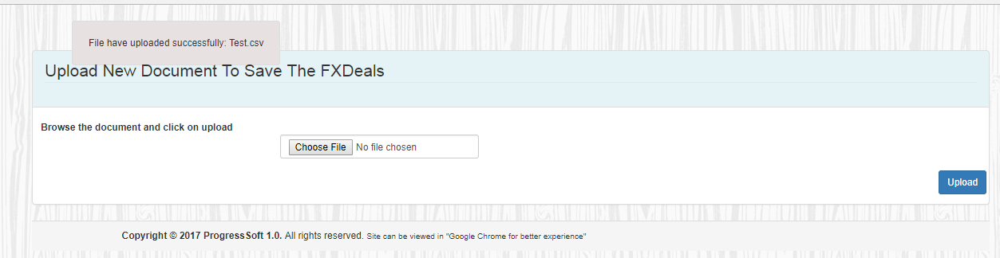 File have uploaded successfully: Test.csv
Upload New Document To Save The FXDeals
Browse the document and click on upload
Choose File No file chosen
Upload
Copyright © 2017 ProgressSoft 1.0. All rights reserved. Site can be viewed in "Google Chrome for better experience"